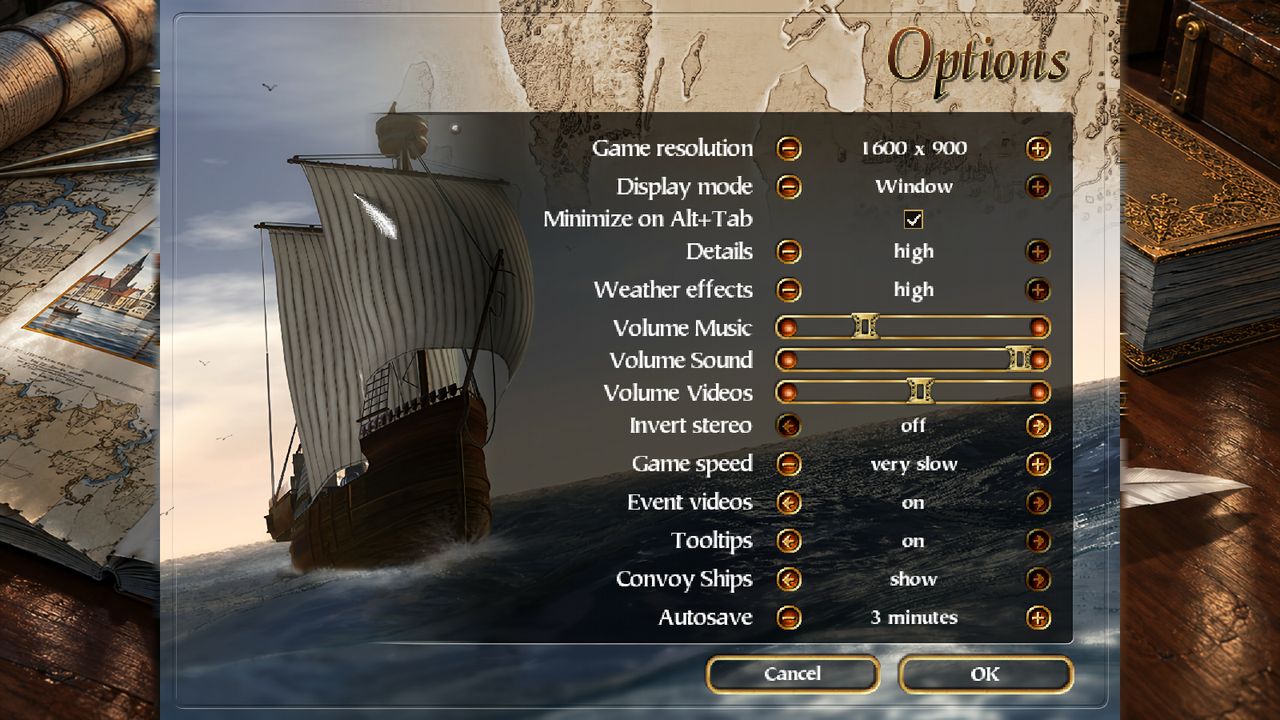 Options
Game resolution 1600 x 900
Display mode Window
Minimize on Alt+Tab
Details high
Weather effects high
Volume Music
Volume Sound
Volume Videos
Invert stereo off
Game speed very slow
Event videos on
Tooltips on
Convoy Ships show
Autosave 3 minutes
Cancel OK